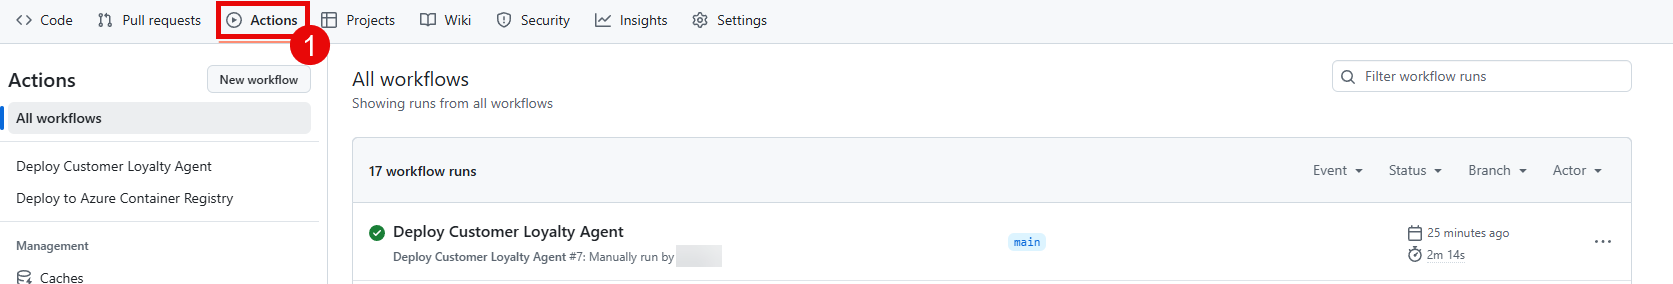 Code Pull requests Actions Projects Wiki Security Insights Settings
1
Actions New workflow
All workflows
Deploy Customer Loyalty Agent
Deploy to Azure Container Registry
Management
Caches
All workflows
Showing runs from all workflows
Filter workflow runs
17 workflow runs Event Status Branch Actor
Deploy Customer Loyalty Agent
Deploy Customer Loyalty Agent #7: Manually run by
main
25 minutes ago
2m 14s